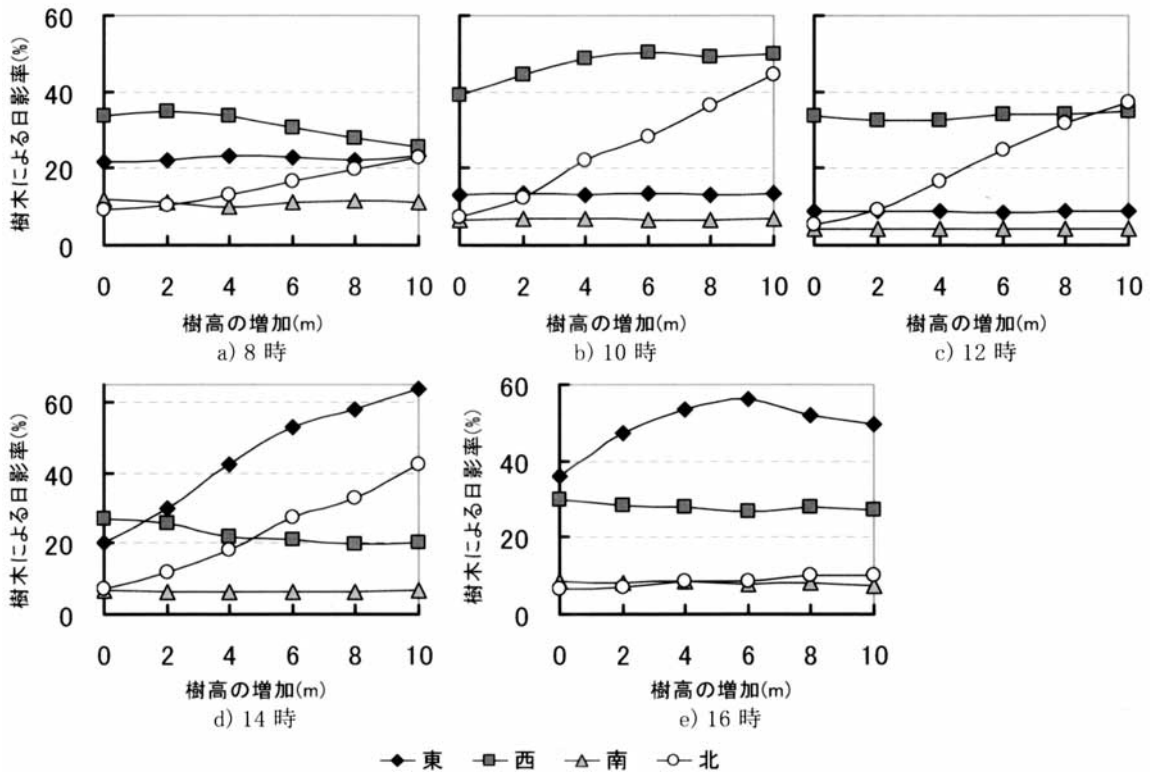 樹木による日影率(%)
60
40
20
0
0 2 4 6 8 10
樹高の増加(m)
a) 8 時
0 2 4 6 8 10
樹高の増加(m)
b) 10 時
0 2 4 6 8 10
樹高の増加(m)
c) 12 時
樹木による日影率(%)
60
40
20
0
0 2 4 6 8 10
樹高の増加(m)
d) 14 時
樹木による日影率(%)
60
40
20
0
0 2 4 6 8 10
樹高の増加(m)
e) 16 時
東 西 南 北